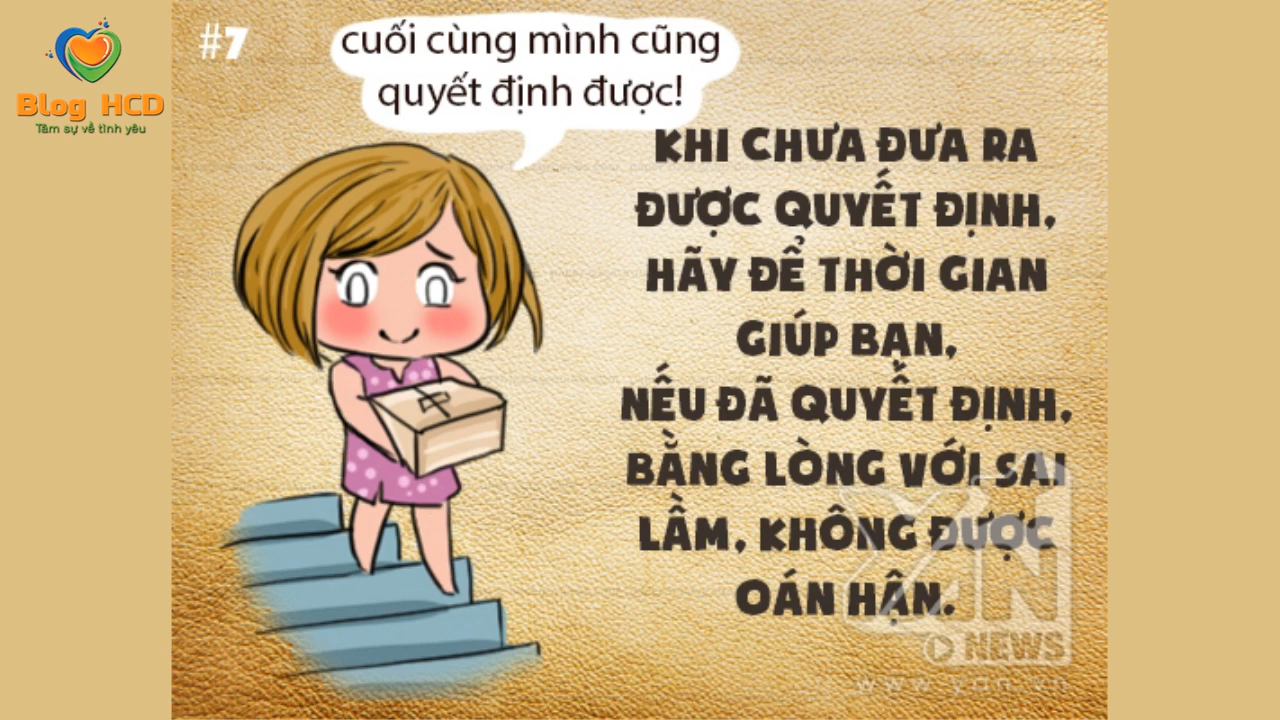 #7
cuối cùng mình cũng
quyết định được!
Blog HCD
Tâm sự về tình yêu
KHI CHƯA ĐƯA RA
ĐƯỢC QUYẾT ĐỊNH,
HÃY ĐỂ THỜI GIAN
GIÚP BẠN,
NẾU ĐÃ QUYẾT ĐỊNH,
BẰNG LÒNG VỚI SAI
LẦM, KHÔNG ĐƯỢC
OÁN HẬN.
YAN
NEWS
www.yan.vn